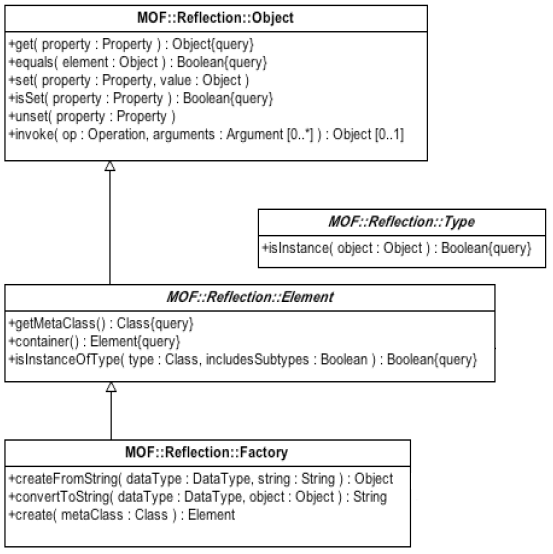 MOF::Reflection::Object
+get( property : Property ) : Object{query}
+equals( element : Object ) : Boolean{query}
+set( property : Property, value : Object )
+isSet( property : Property ) : Boolean{query}
+unset( property : Property )
+invoke( op : Operation, arguments : Argument [0..*] ) : Object [0..1]
MOF::Reflection::Type
+isInstance( object : Object ) : Boolean{query}
MOF::Reflection::Element
+getMetaClass() : Class{query}
+container() : Element{query}
+isInstanceOfType( type : Class, includesSubtypes : Boolean ) : Boolean{query}
MOF::Reflection::Factory
+createFromString( dataType : DataType, string : String ) : Object
+convertToString( dataType : DataType, object : Object ) : String
+create( metaClass : Class ) : Element